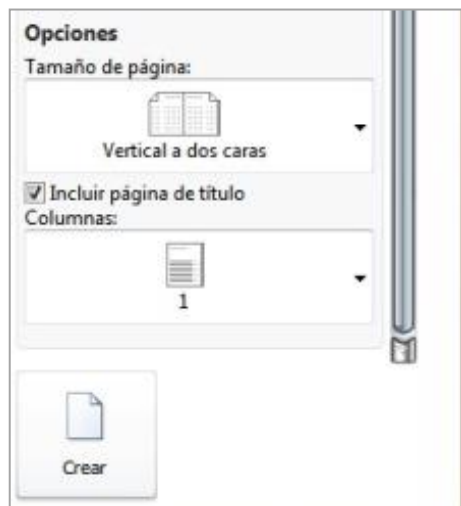 Opciones
Tamaño de página:
Vertical a dos caras
Incluir página de título
Columnas:
1
Crear